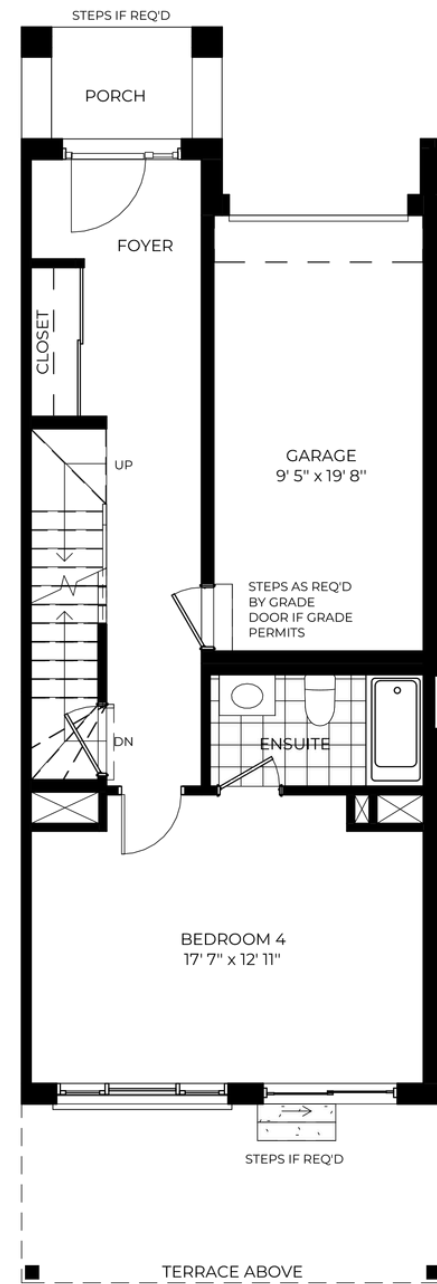 STEPS IF REQ'D
PORCH
FOYER
CLOSET
UP
GARAGE
9' 5" x 19' 8"
STEPS AS REQ'D
BY GRADE
DOOR IF GRADE
PERMITS
DN
ENSUITE
BEDROOM 4
17' 7" x 12' 11"
STEPS IF REQ'D
TERRACE ABOVE